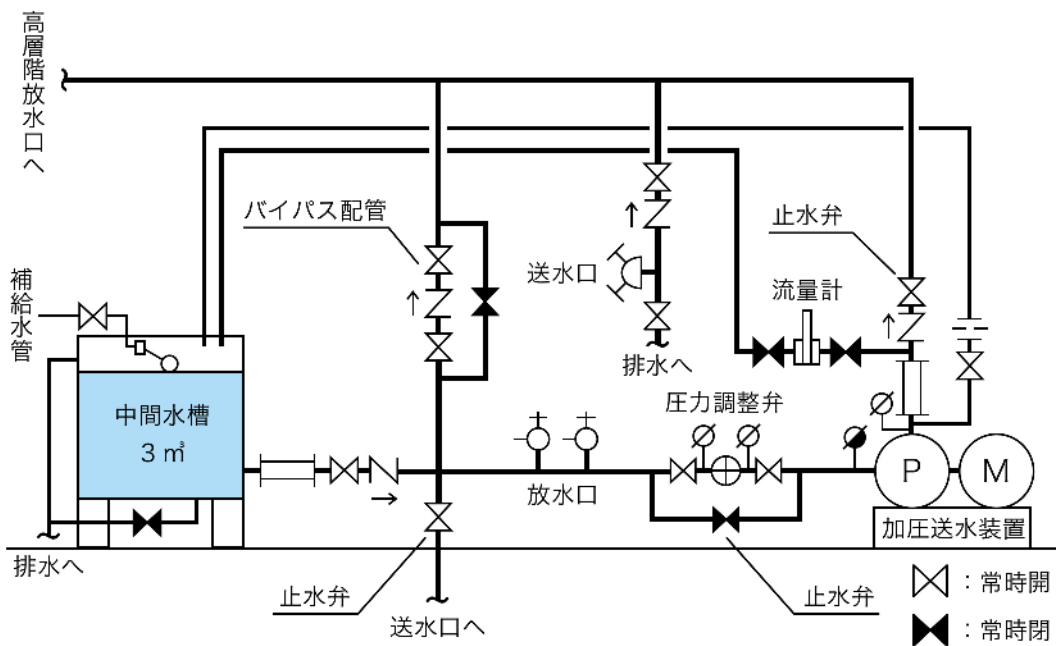 高層階放水口へ
バイパス配管
止水弁
送水口
流量計
補給水管
排水へ
圧力調整弁
中間水槽
3㎥
放水口
P
M
加圧送水装置
排水へ
止水弁
送水口へ
止水弁
：常時開
：常時閉